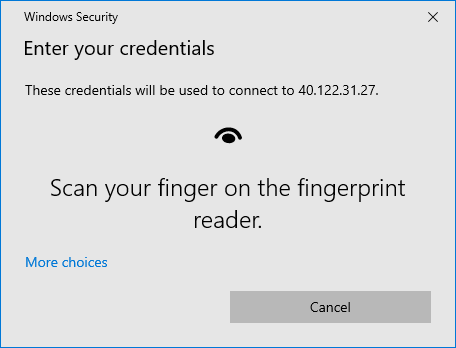 Windows Security
Enter your credentials
These credentials will be used to connect to 40.122.31.27.
Scan your finger on the fingerprint
reader.
More choices
Cancel